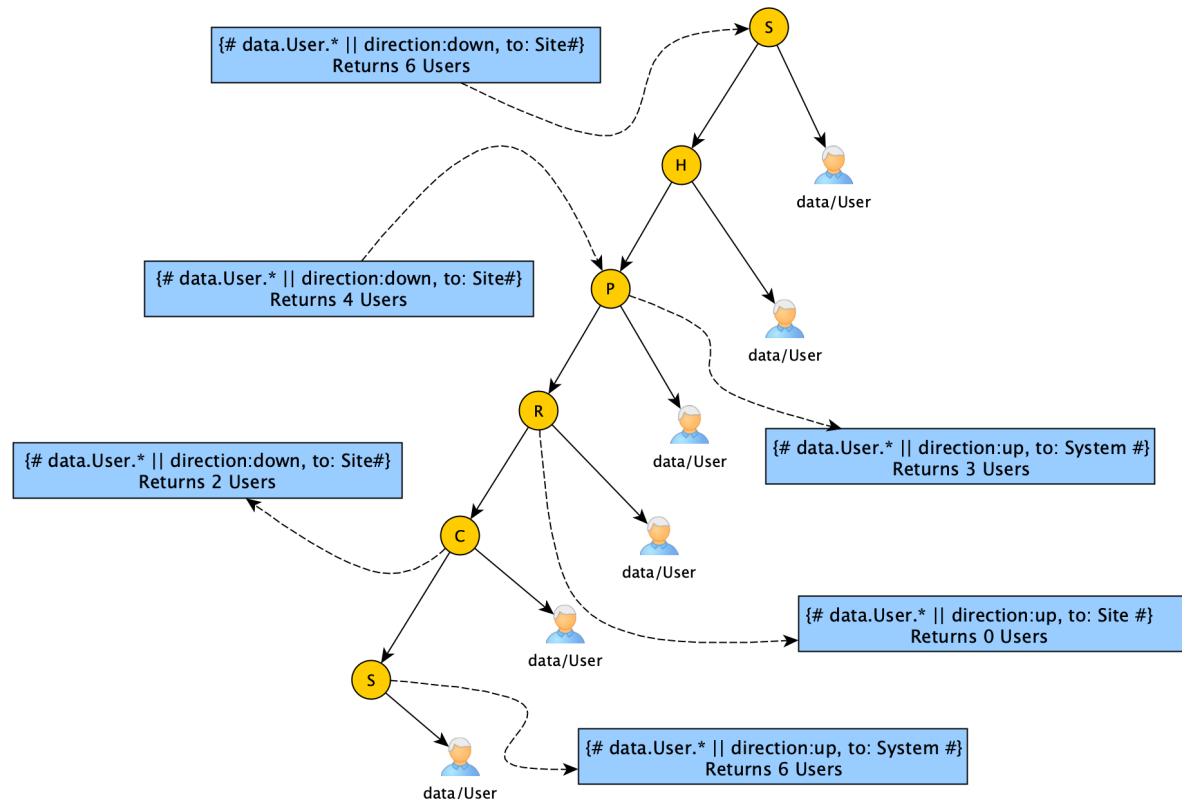 S
{# data.User.* || direction:down, to: Site#}
Returns 6 Users
H
data/User
{# data.User.* || direction:down, to: Site#}
Returns 4 Users
P
data/User
R
data/User
{# data.User.* || direction:up, to: System #}
Returns 3 Users
{# data.User.* || direction:down, to: Site#}
Returns 2 Users
C
data/User
{# data.User.* || direction:up, to: Site #}
Returns 0 Users
data/User
S
{# data.User.* || direction:up, to: System #}
Returns 6 Users
data/User